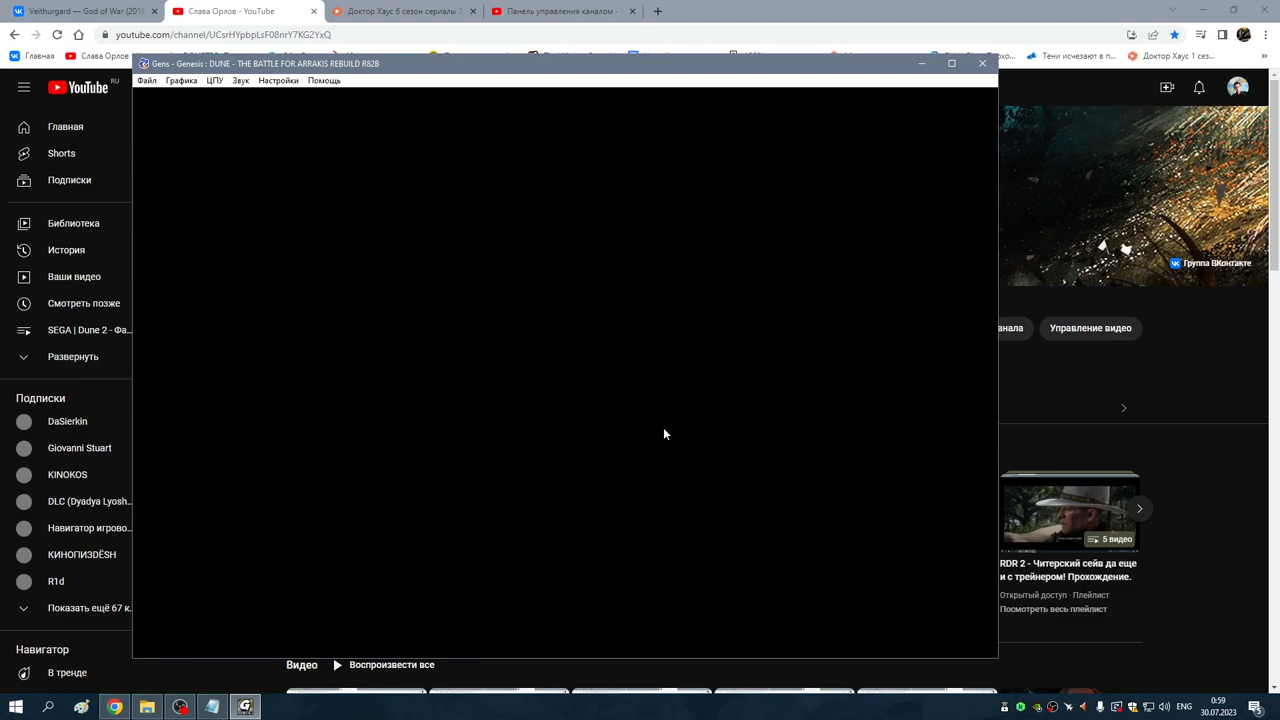 Veithurgard — God of War (2018
Слава Орлов - YouTube
Доктор Хаус 6 сезон сериалы 3
Панель управления каналом - 
youtube.com/channel/UCsrHYpbpLsF08nrY7KG2YxQ
Главная
Слава Орлов
Тени исчезают в п...
Доктор Хаус 1 сез...
Gens - Genesis : DUNE - THE BATTLE FOR ARRAKIS REBUILD R82B
Файл Графика ЦПУ Звук Настройки Помощь
YouTube RU
Главная
Shorts
Подписки
Библиотека
История
Ваши видео
Смотреть позже
SEGA | Dune 2 - Фа...
Развернуть
Подписки
DaSierkin
Giovanni Stuart
KINOKOS
DLC (Dyadya Lyosh...
Навигатор игрово...
КИНОПИЗDЁSH
R1d
Показать ещё 67 к...
Навигатор
В тренде
Группа ВКонтакте
анала
Управление видео
5 видео
RDR 2 - Читерский сейв да еще
и с трейнером! Прохождение.
Открытый доступ · Плейлист
Посмотреть весь плейлист
Видео
Воспроизвести все
ENG
0:59
30.07.2023
5